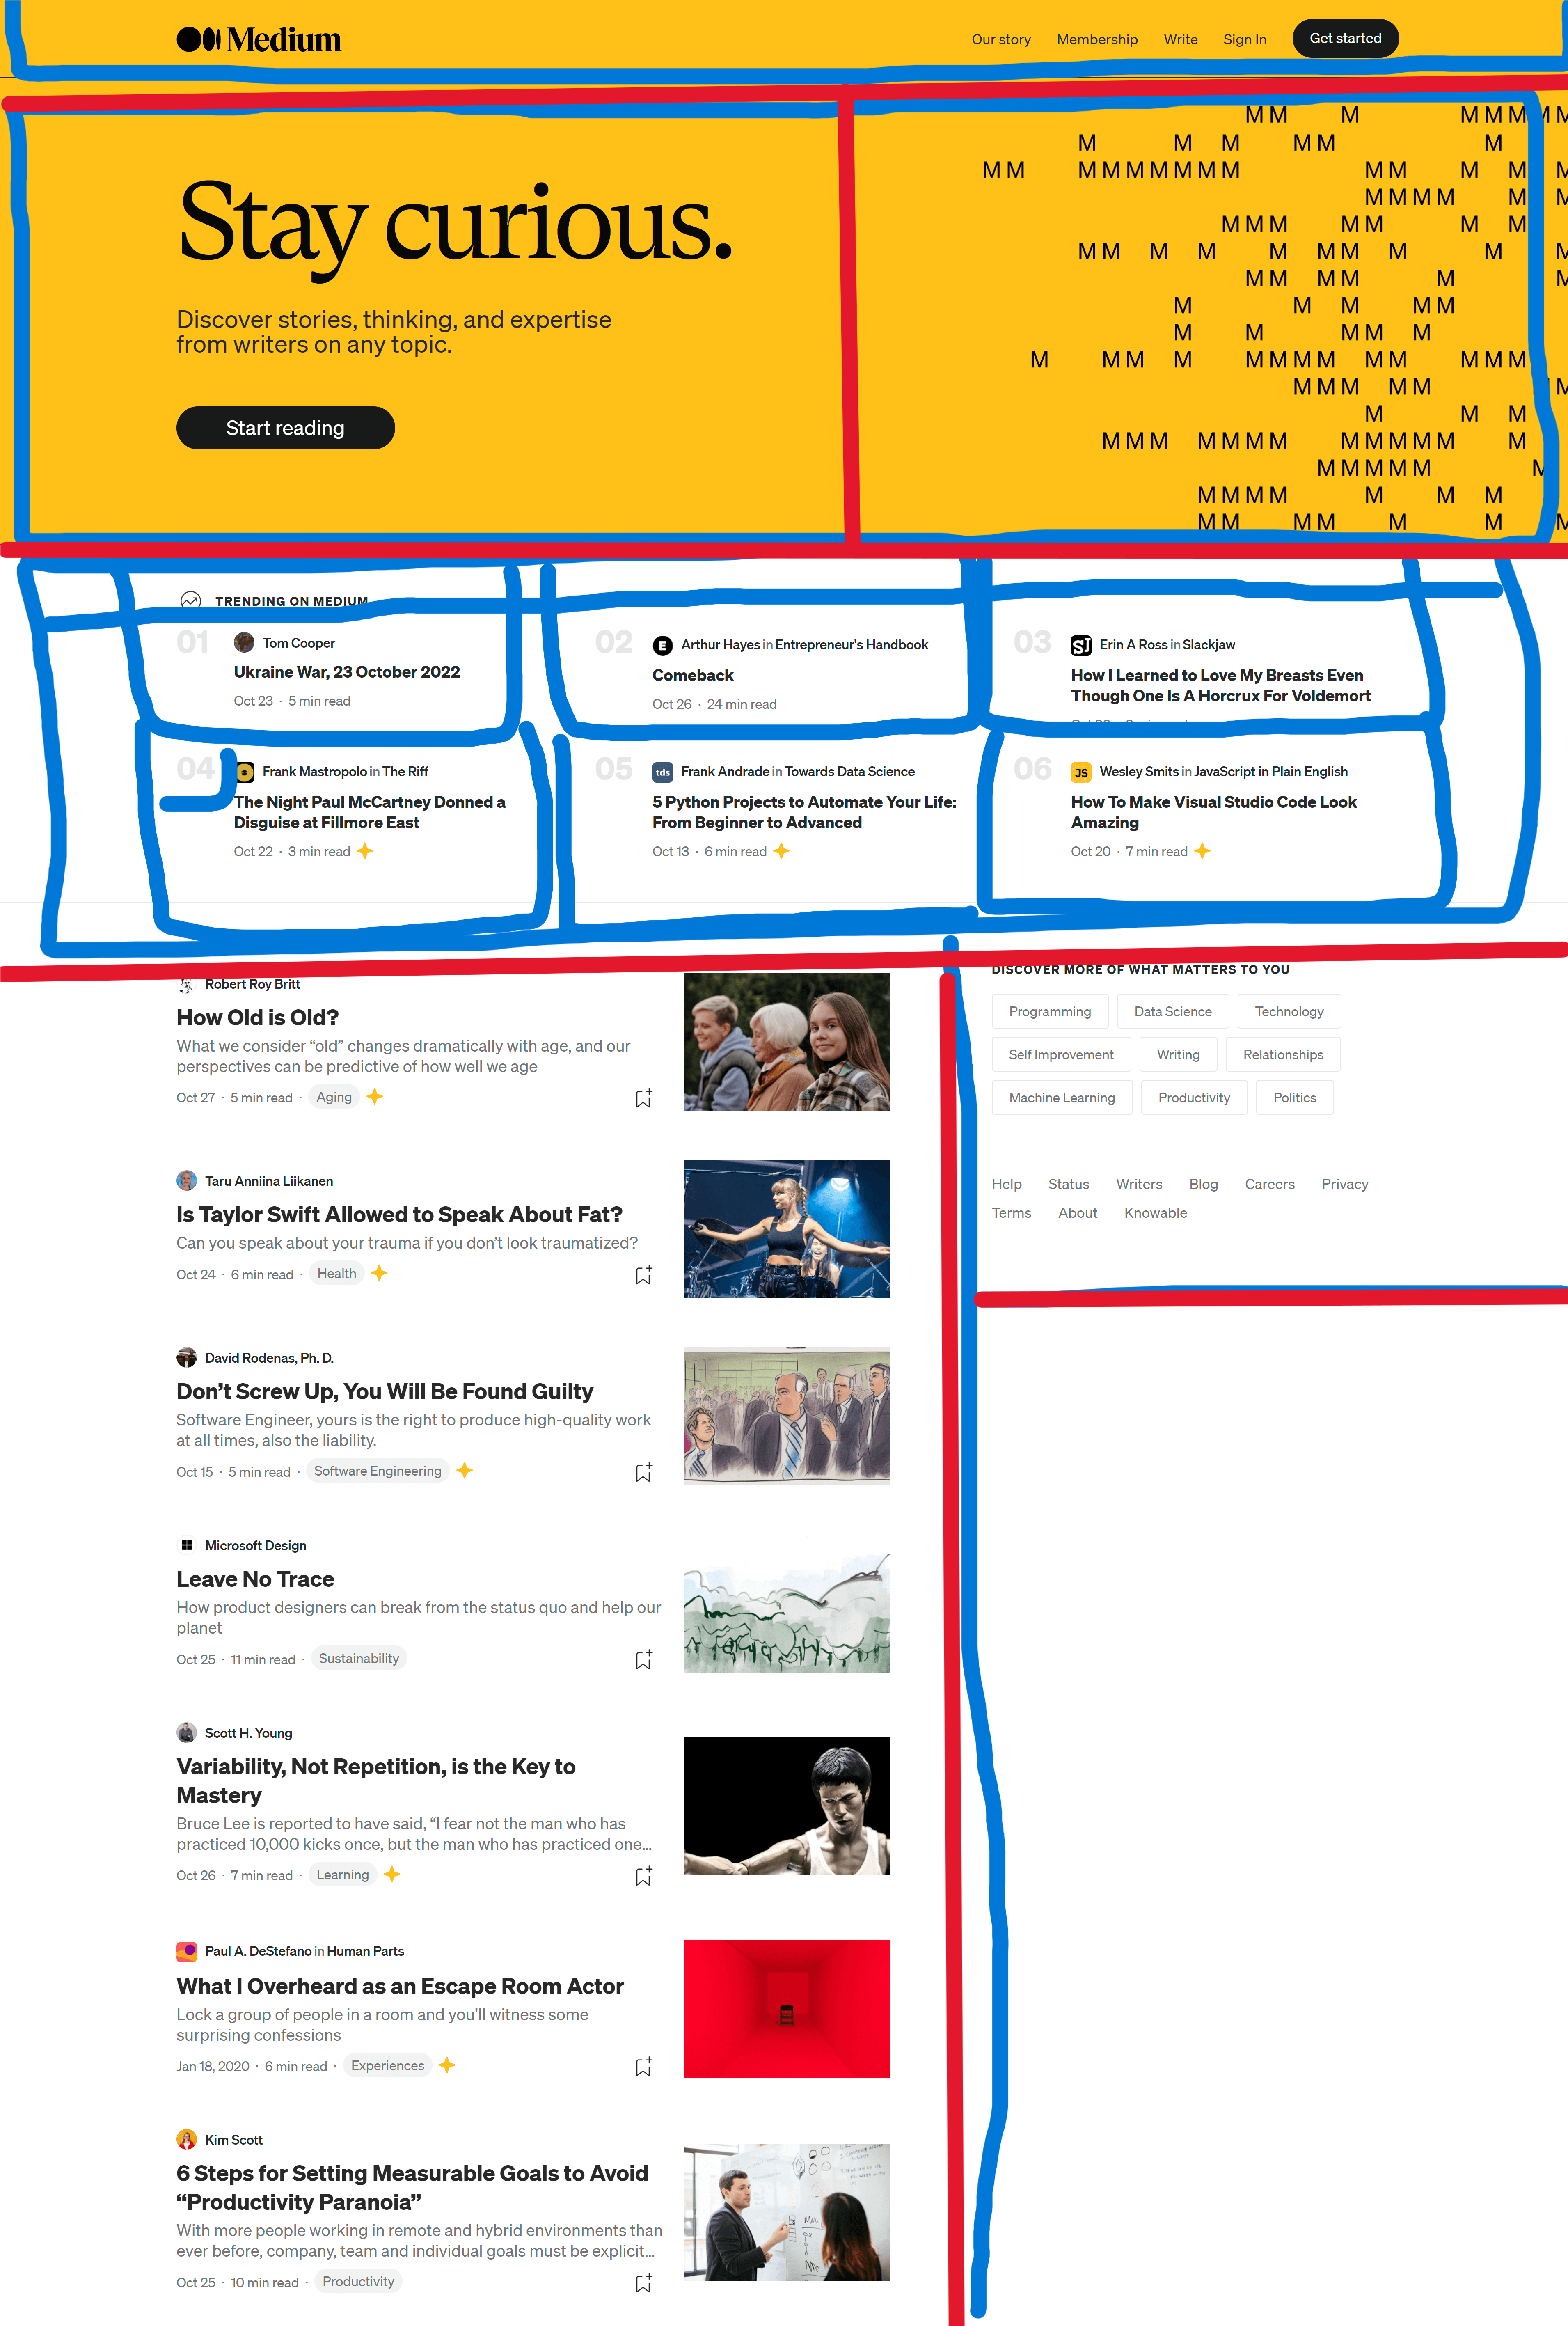 Medium
Our story Membership Write Sign In Get started
Stay curious.
Discover stories, thinking, and expertise
from writers on any topic.
Start reading
TRENDING ON MEDIUM
01
Tom Cooper
Ukraine War, 23 October 2022
Oct 23 · 5 min read
02
E
Arthur Hayes in Entrepreneur's Handbook
Comeback
Oct 26 · 24 min read
03
SJ
Erin A Ross in Slackjaw
How I Learned to Love My Breasts Even
Though One Is A Horcrux For Voldemort
04
Frank Mastropolo in The Riff
The Night Paul McCartney Donned a
Disguise at Fillmore East
Oct 22 · 3 min read
05
tds
Frank Andrade in Towards Data Science
5 Python Projects to Automate Your Life:
From Beginner to Advanced
Oct 13 · 6 min read
06
JS
Wesley Smits in JavaScript in Plain English
How To Make Visual Studio Code Look
Amazing
Oct 20 · 7 min read
Robert Roy Britt
How Old is Old?
What we consider “old” changes dramatically with age, and our
perspectives can be predictive of how well we age
Oct 27 · 5 min read · Aging
Taru Anniina Liikanen
Is Taylor Swift Allowed to Speak About Fat?
Can you speak about your trauma if you don’t look traumatized?
Oct 24 · 6 min read · Health
David Rodenas, Ph. D.
Don’t Screw Up, You Will Be Found Guilty
Software Engineer, yours is the right to produce high-quality work
at all times, also the liability.
Oct 15 · 5 min read · Software Engineering
Microsoft Design
Leave No Trace
How product designers can break from the status quo and help our
planet
Oct 25 · 11 min read · Sustainability
Scott H. Young
Variability, Not Repetition, is the Key to
Mastery
Bruce Lee is reported to have said, “I fear not the man who has
practiced 10,000 kicks once, but the man who has practiced one...
Oct 26 · 7 min read · Learning
Paul A. DeStefano in Human Parts
What I Overheard as an Escape Room Actor
Lock a group of people in a room and you’ll witness some
surprising confessions
Jan 18, 2020 · 6 min read · Experiences
Kim Scott
6 Steps for Setting Measurable Goals to Avoid
“Productivity Paranoia”
With more people working in remote and hybrid environments than
ever before, company, team and individual goals must be explicit...
Oct 25 · 10 min read · Productivity
DISCOVER MORE OF WHAT MATTERS TO YOU
Programming Data Science Technology
Self Improvement Writing Relationships
Machine Learning Productivity Politics
Help Status Writers Blog Careers Privacy
Terms About Knowable